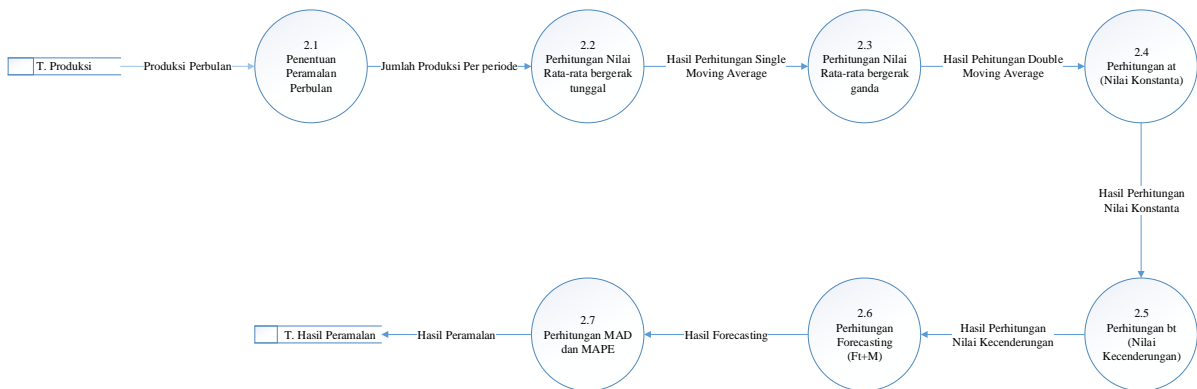 T. Produksi
Produksi Perbulan
2.1
Penentuan
Peramalan
Perbulan
Jumlah Produksi Per periode
2.2
Perhitungan Nilai
Rata-rata bergerak
tunggal
Hasil Perhitungan Single
Moving Average
2.3
Perhitungan Nilai
Rata-rata bergerak
ganda
Hasil Pehitungan Double
Moving Average
2.4
Perhitungan at
(Nilai Konstanta)
Hasil Perhitungan
Nilai Konstanta
2.5
Perhitungan bt
(Nilai
Kecenderungan)
Hasil Perhitungan
Nilai Kecenderungan
2.6
Perhitungan
Forecasting
(Ft+M)
Hasil Forecasting
2.7
Perhitungan MAD
dan MAPE
Hasil Peramalan
T. Hasil Peramalan